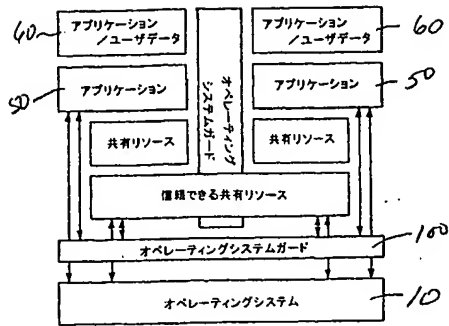 40
アプリケーション
／ユーザデータ
アプリケーション
／ユーザデータ
60
50
アプリケーション
オペレーティング
システムガード
アプリケーション
50
共有リソース
共有リソース
信頼できる共有リソース
オペレーティングシステムガード
100
オペレーティングシステム
10